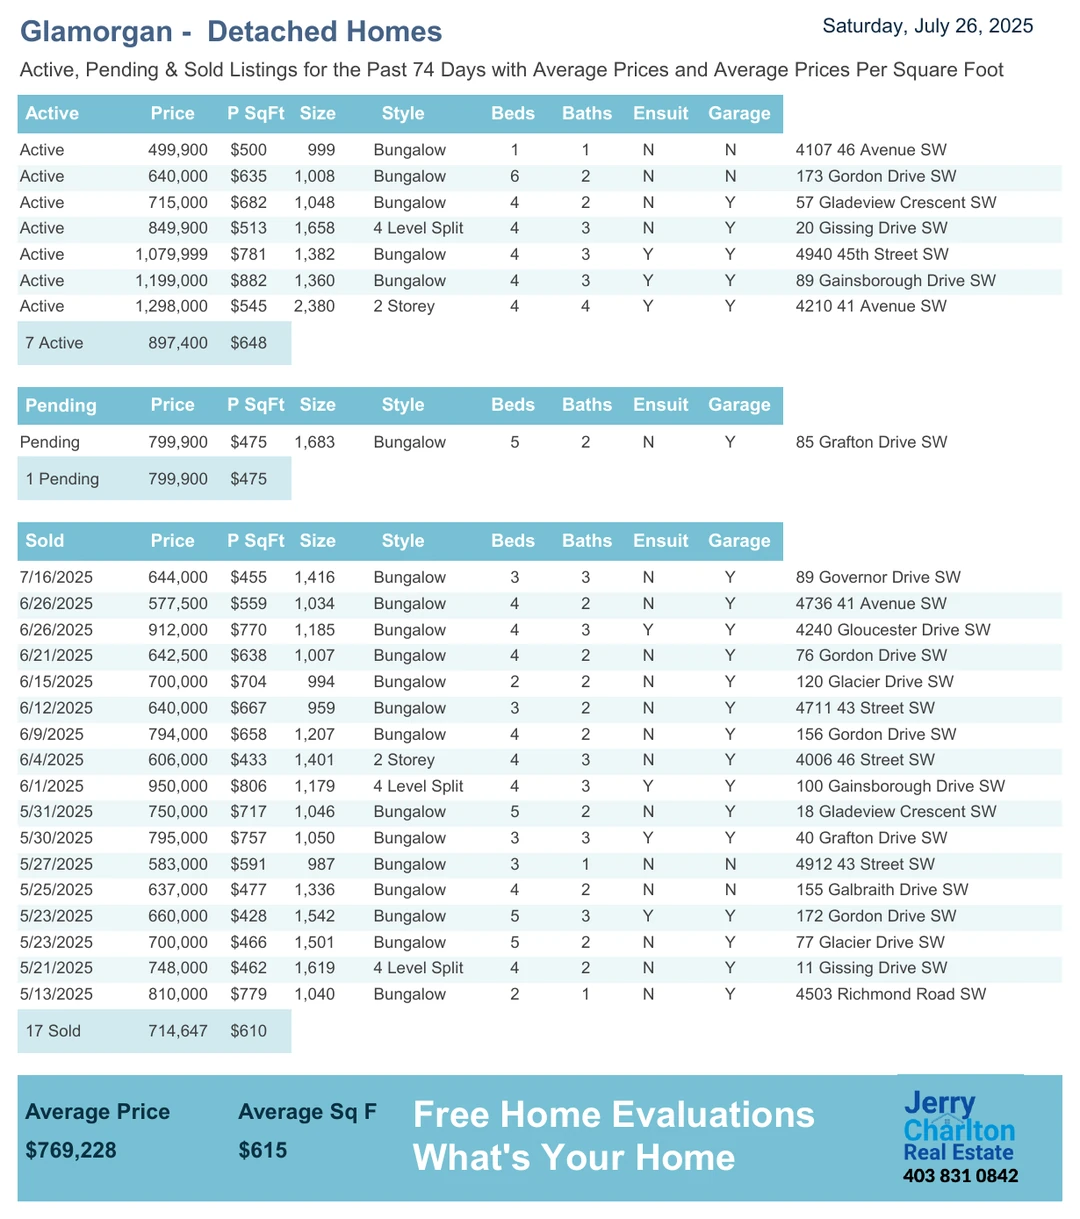 Glamorgan -  Detached Homes
Saturday, July 26, 2025
Active, Pending & Sold Listings for the Past 74 Days with Average Prices and Average Prices Per Square Foot
Active Price P SqFt Size Style Beds Baths Ensuit Garage
Active 499,900 $500 999 Bungalow 1 1 N N 4107 46 Avenue SW
Active 640,000 $635 1,008 Bungalow 6 2 N N 173 Gordon Drive SW
Active 715,000 $682 1,048 Bungalow 4 2 N Y 57 Gladeview Crescent SW
Active 849,900 $513 1,658 4 Level Split 4 3 N Y 20 Gissing Drive SW
Active 1,079,999 $781 1,382 Bungalow 4 3 Y Y 4940 45th Street SW
Active 1,199,000 $882 1,360 Bungalow 4 3 Y Y 89 Gainsborough Drive SW
Active 1,298,000 $545 2,380 2 Storey 4 4 Y Y 4210 41 Avenue SW
7 Active 897,400 $648
Pending Price P SqFt Size Style Beds Baths Ensuit Garage
Pending 799,900 $475 1,683 Bungalow 5 2 N Y 85 Grafton Drive SW
1 Pending 799,900 $475
Sold Price P SqFt Size Style Beds Baths Ensuit Garage
7/16/2025 644,000 $455 1,416 Bungalow 3 3 N Y 89 Governor Drive SW
6/26/2025 577,500 $559 1,034 Bungalow 4 2 N Y 4736 41 Avenue SW
6/26/2025 912,000 $770 1,185 Bungalow 4 3 Y Y 4240 Gloucester Drive SW
6/21/2025 642,500 $638 1,007 Bungalow 4 2 N Y 76 Gordon Drive SW
6/15/2025 700,000 $704 994 Bungalow 2 2 N Y 120 Glacier Drive SW
6/12/2025 640,000 $667 959 Bungalow 3 2 N Y 4711 43 Street SW
6/9/2025 794,000 $658 1,207 Bungalow 4 2 N Y 156 Gordon Drive SW
6/4/2025 606,000 $433 1,401 2 Storey 4 3 N Y 4006 46 Street SW
6/1/2025 950,000 $806 1,179 4 Level Split 4 3 Y Y 100 Gainsborough Drive SW
5/31/2025 750,000 $717 1,046 Bungalow 5 2 N Y 18 Gladeview Crescent SW
5/30/2025 795,000 $757 1,050 Bungalow 3 3 Y Y 40 Grafton Drive SW
5/27/2025 583,000 $591 987 Bungalow 3 1 N N 4912 43 Street SW
5/25/2025 637,000 $477 1,336 Bungalow 4 2 N N 155 Galbraith Drive SW
5/23/2025 660,000 $428 1,542 Bungalow 5 3 Y Y 172 Gordon Drive SW
5/23/2025 700,000 $466 1,501 Bungalow 5 2 N Y 77 Glacier Drive SW
5/21/2025 748,000 $462 1,619 4 Level Split 4 2 N Y 11 Gissing Drive SW
5/13/2025 810,000 $779 1,040 Bungalow 2 1 N Y 4503 Richmond Road SW
17 Sold 714,647 $610
Average Price Average Sq F
$769,228 $615
Free Home Evaluations
What's Your Home
Jerry
Charlton
Real Estate
403 831 0842